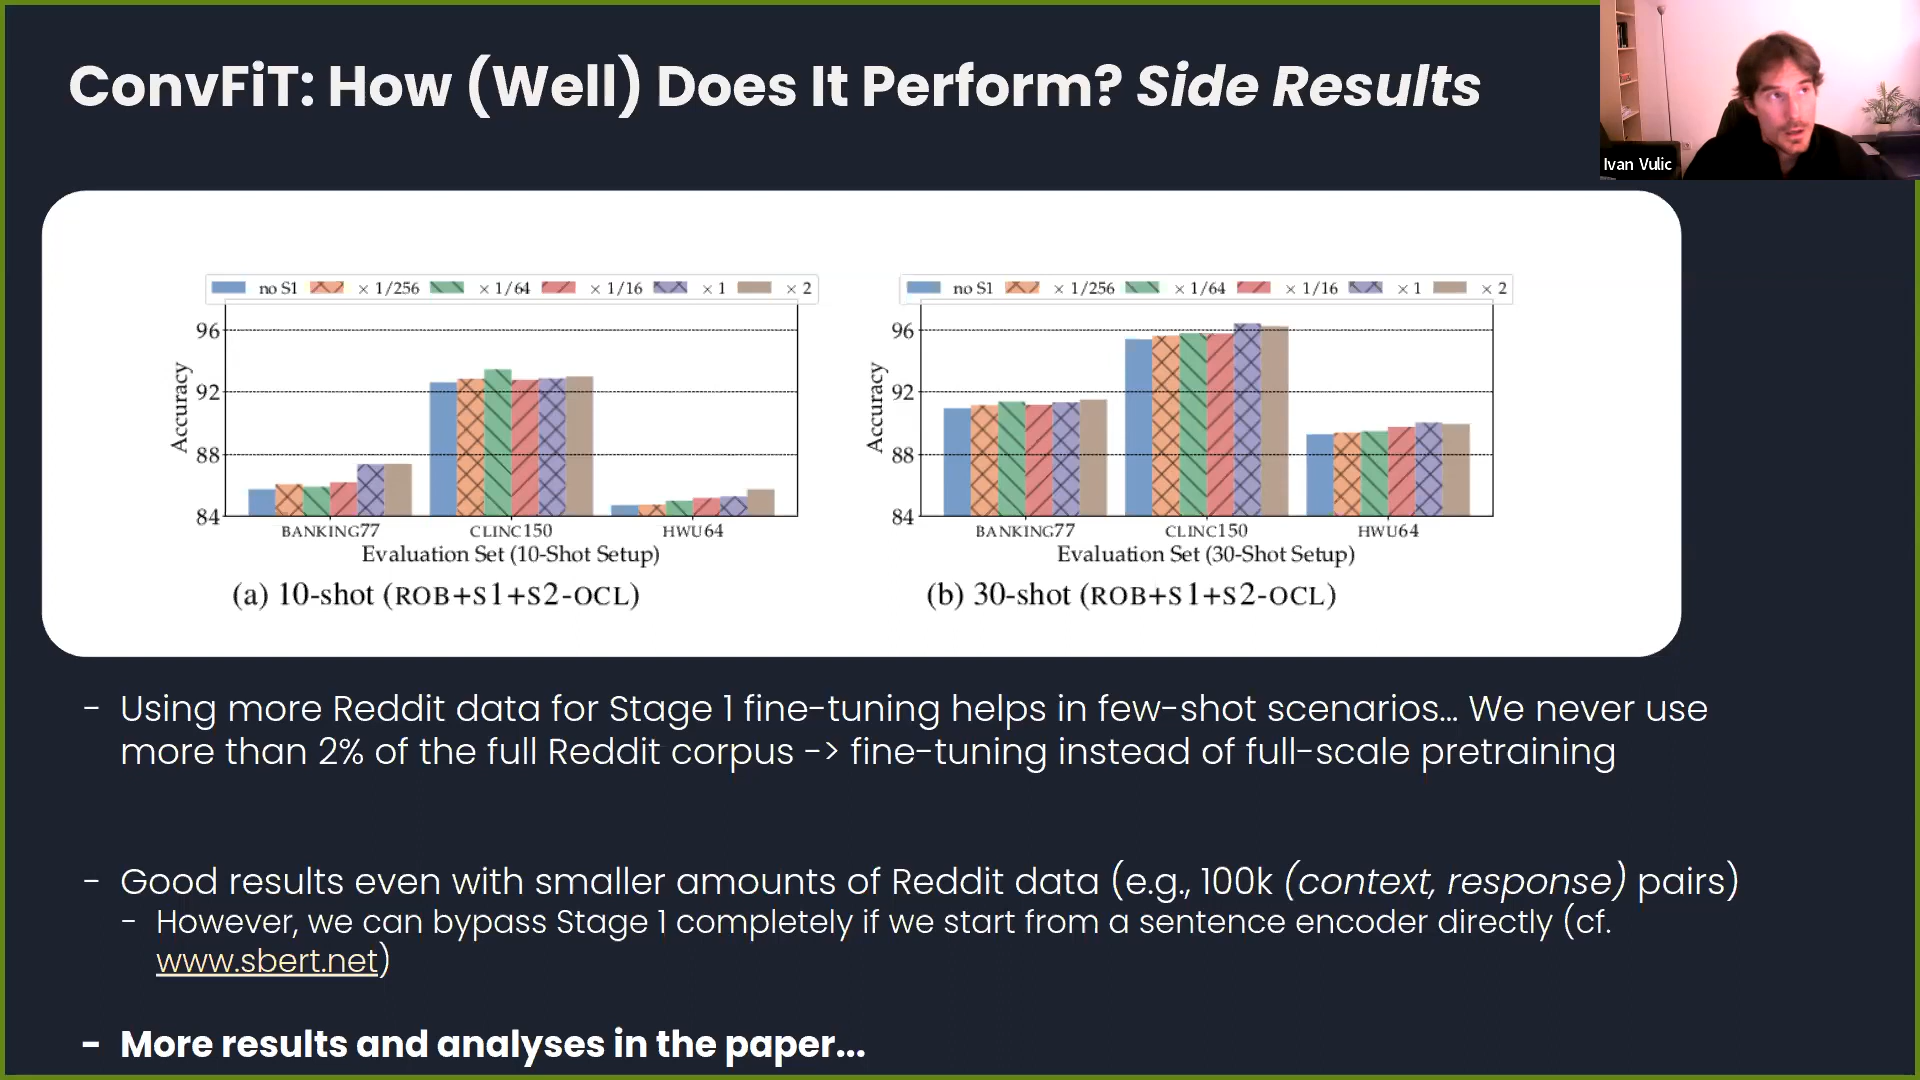 ConvFiT: How (Well) Does It Perform? Side Results
Ivan Vulic
no S1 × 1/256 × 1/64 × 1/16 × 1 × 2
96
92
88
84
Accuracy
BANKING77 CLINC150 HWU64
Evaluation Set (10-Shot Setup)
(a) 10-shot (ROB+S1+S2-OCL)
no S1 × 1/256 × 1/64 × 1/16 × 1 × 2
96
92
88
84
Accuracy
BANKING77 CLINC150 HWU64
Evaluation Set (30-Shot Setup)
(b) 30-shot (ROB+S1+S2-OCL)
- Using more Reddit data for Stage 1 fine-tuning helps in few-shot scenarios... We never use
more than 2% of the full Reddit corpus -> fine-tuning instead of full-scale pretraining
- Good results even with smaller amounts of Reddit data (e.g., 100k (context, response) pairs)
- However, we can bypass Stage 1 completely if we start from a sentence encoder directly (cf.
www.sbert.net)
- More results and analyses in the paper...